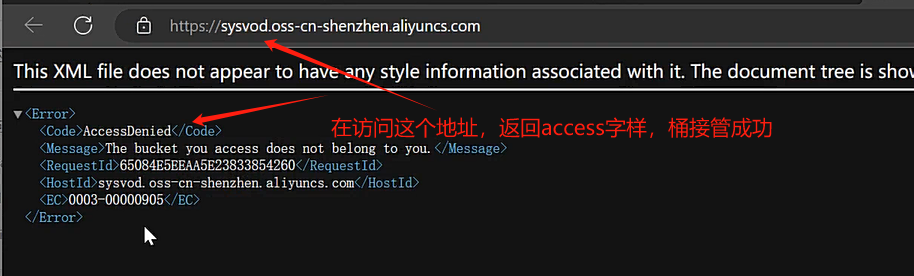 https://sysvod.oss-cn-shenzhen.aliyuncs.com
This XML file does not appear to have any style information associated with it. The document tree is
▼<Error>
<Code>AccessDenied</Code>
在访问这个地址，返回access字样，桶接管成功
<Message>The bucket you access does not belong to you.</Message>
<RequestId>65084E5EEAA5E23833854260</RequestId>
<HostId>sysvod.oss-cn-shenzhen.aliyuncs.com</HostId>
<EC>0003-00000905</EC>
</Error>